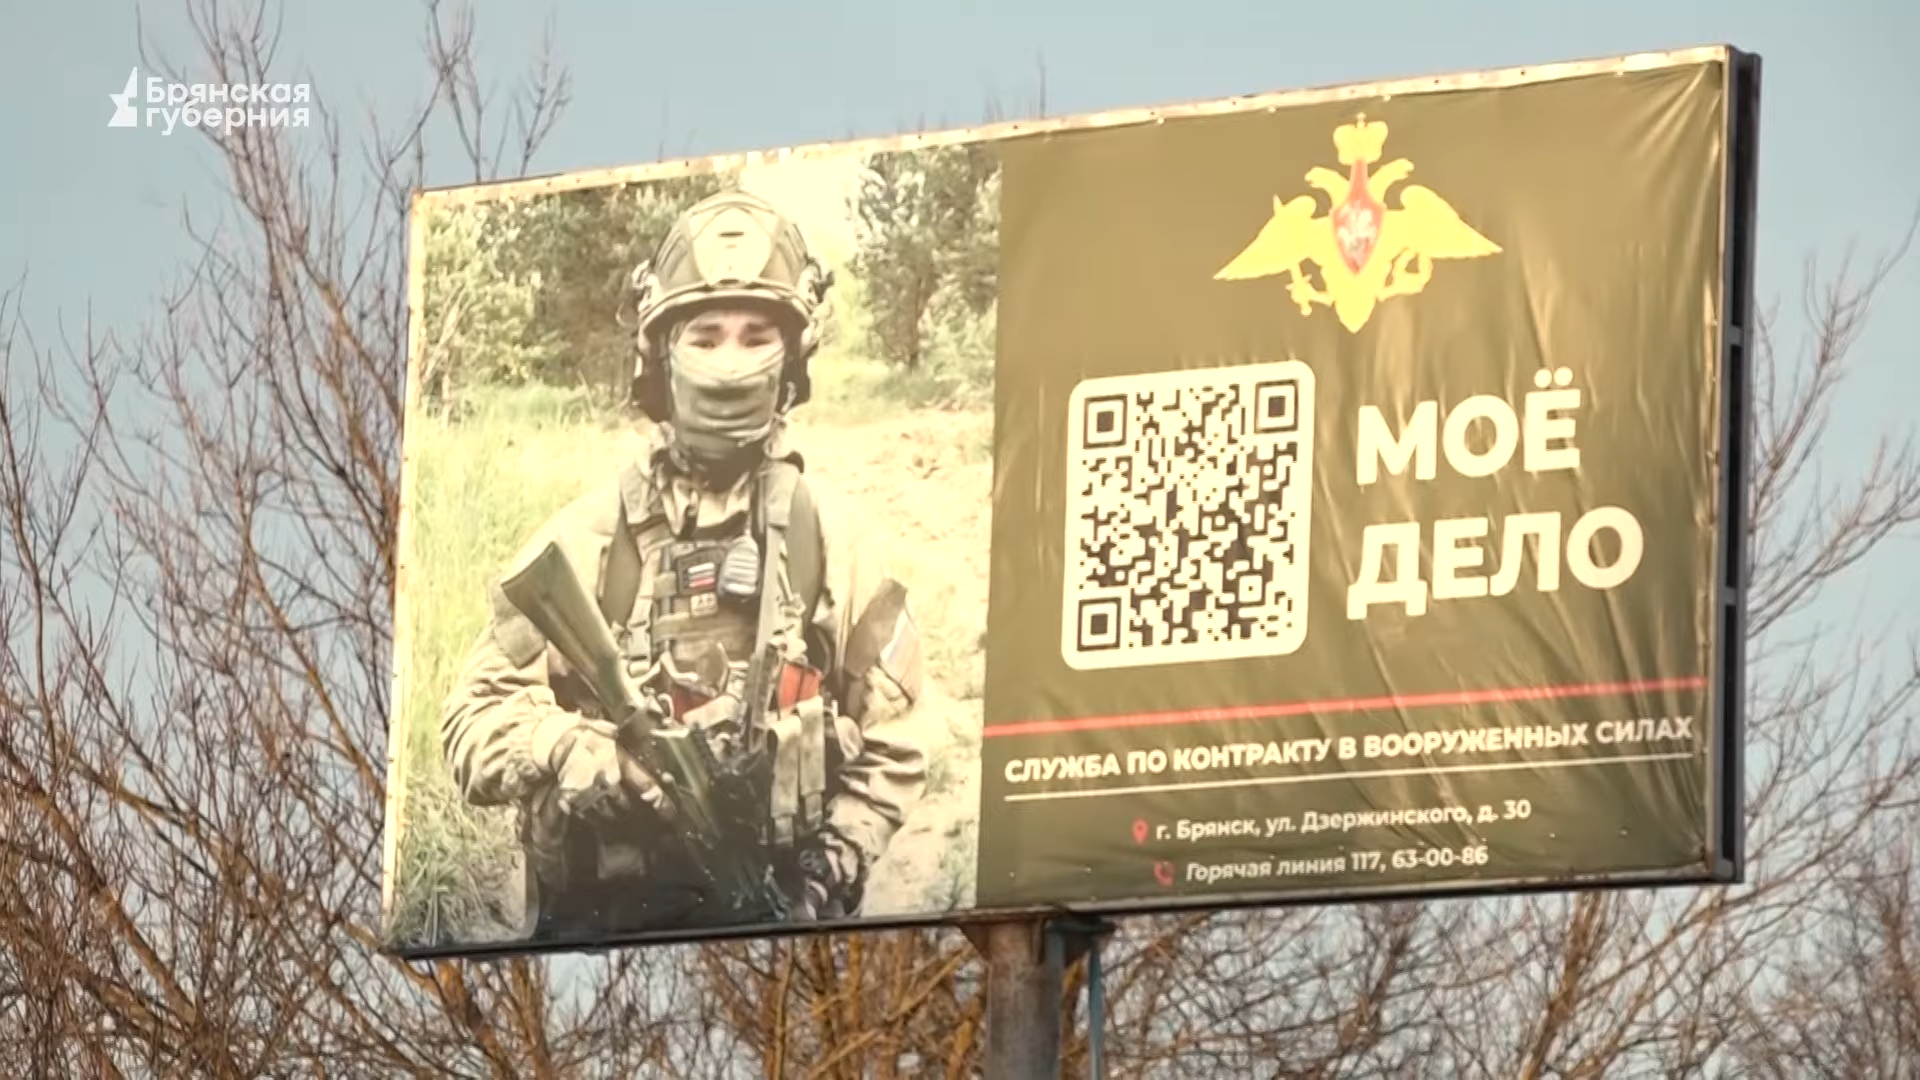 Брянская
губерния
МОЁ
ДЕЛО
СЛУЖБА ПО КОНТРАКТУ В ВООРУЖЕННЫХ СИЛАХ
г. Брянск, ул. Дзержинского, д. 30
Горячая линия 117, 63-00-86